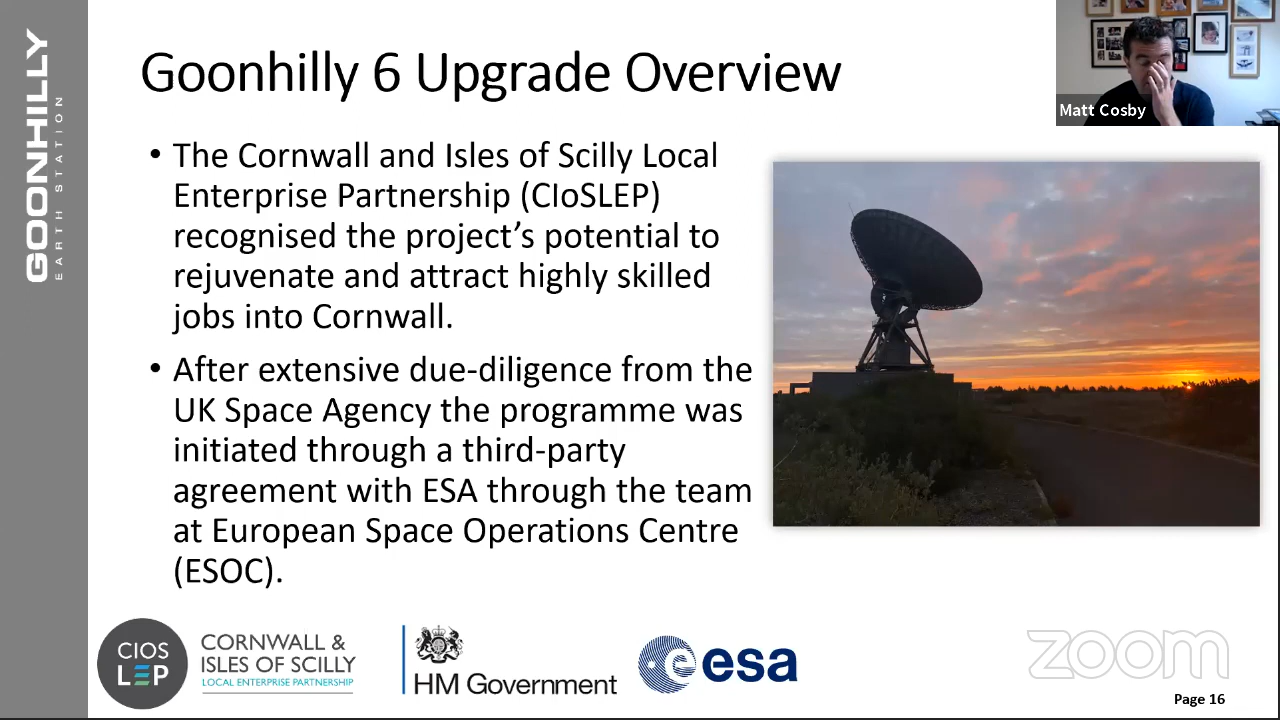 GOONHILLY
EARTH STATION
Goonhilly 6 Upgrade Overview
Matt Cosby
• The Cornwall and Isles of Scilly Local
Enterprise Partnership (CIoSLEP)
recognised the project’s potential to
rejuvenate and attract highly skilled
jobs into Cornwall.
• After extensive due-diligence from the
UK Space Agency the programme was
initiated through a third-party
agreement with ESA through the team
at European Space Operations Centre
(ESOC).
CIOS
LEP
CORNWALL &
ISLES OF SCILLY
LOCAL ENTERPRISE PARTNERSHIP
HM Government
esa
zoom
Page 16